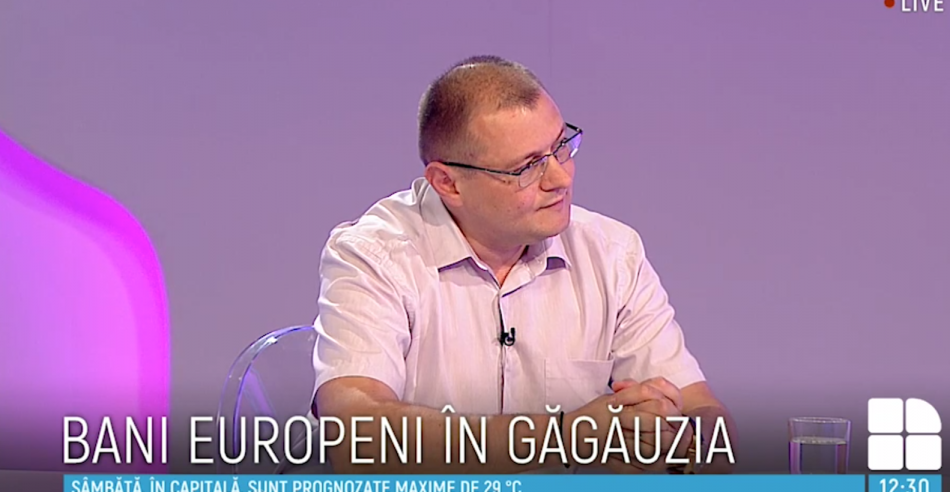 LIVE
BANI EUROPENI ÎN GĂGĂUZIA
SÂMBĂTĂ, ÎN CAPITALĂ, SUNT PROGNOZATE MAXIME DE 29 °C
12:30